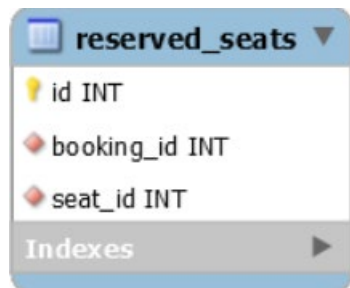 reserved_seats
id INT
booking_id INT
seat_id INT
Indexes